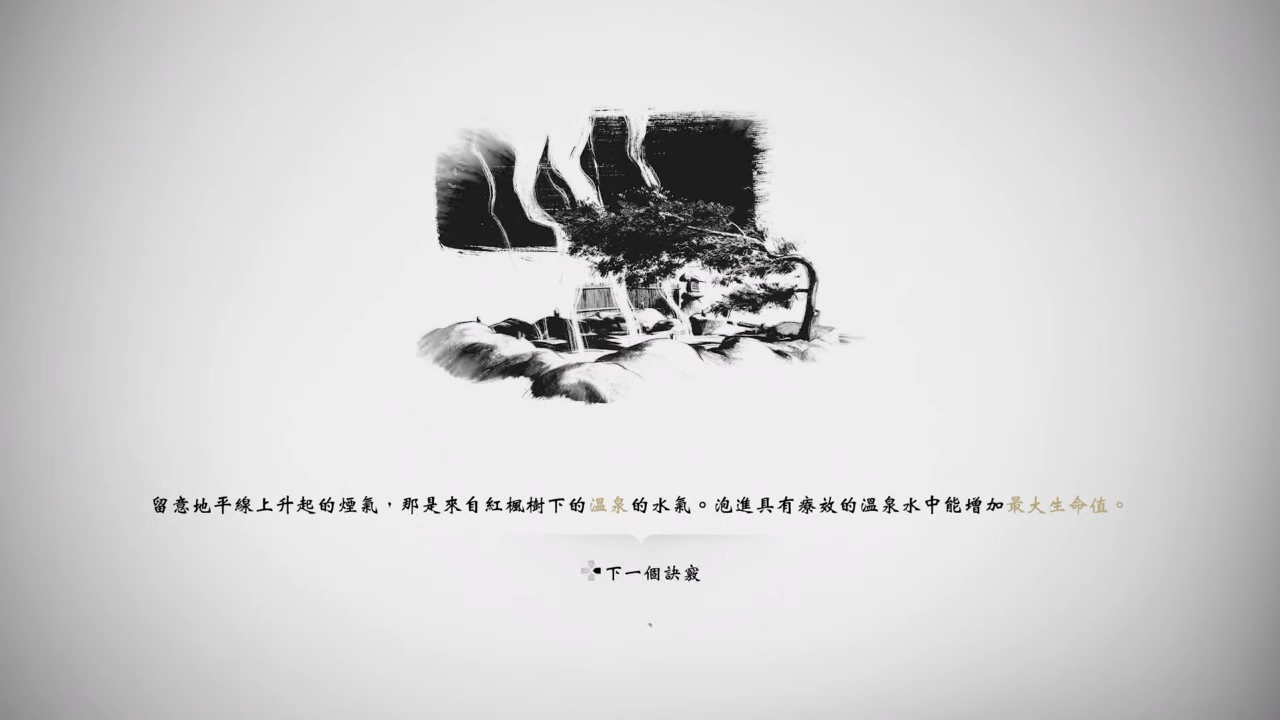 留意地平線上升起的煙氣，那是來自紅楓樹下的溫泉的水氣。泡進具有療效的溫泉水中能增加最大生命值。
下一個訣竅